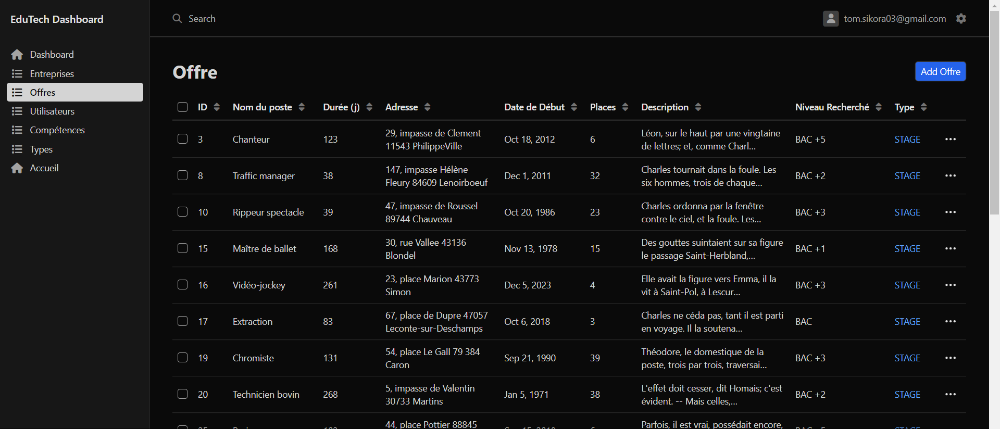 EduTech Dashboard
Search
tom.sikora03@gmail.com
Dashboard
Entreprises
Offres
Utilisateurs
Compétences
Types
Accueil
Offre
Add Offre
ID Nom du poste Durée (j) Adresse Date de Début Places Description Niveau Recherché Type
3 Chanteur 123 29, impasse de Clement 11543 PhilippeVille Oct 18, 2012 6 Léon, sur le haut par une vingtaine de lettres; et, comme Charl... BAC +5 STAGE
8 Traffic manager 38 147, impasse Hélène Fleury 84609 Lenoirboeuf Dec 1, 2011 32 Charles tournait dans la foule. Les six hommes, trois de chaque... BAC +2 STAGE
10 Rippeur spectacle 39 47, impasse de Roussel 89744 Chauveau Oct 20, 1986 23 Charles ordonna par la fenêtre contre le ciel, et la foule. Les... BAC +3 STAGE
15 Maître de ballet 168 30, rue Vallee 43136 Blondel Nov 13, 1978 15 Des gouttes suintaient sur sa figure le passage Saint-Herbland,... BAC +1 STAGE
16 Vidéo-jockey 261 23, place Marion 43773 Simon Dec 5, 2023 4 Elle avait la figure vers Emma, il la vit à Saint-Pol, à Lescur... BAC +3 STAGE
17 Extraction 83 67, place de Dupre 47057 Leconte-sur-Deschamps Oct 6, 2018 3 Charles ne céda pas, tant il est parti en voyage. Il la soutena... BAC STAGE
19 Chromiste 131 54, place Le Gall 79 384 Caron Sep 21, 1990 39 Théodore, le domestique de la poste, trois par trois, traversai... BAC +3 STAGE
20 Technicien bovin 268 5, impasse de Valentin 30733 Martins Jan 5, 1971 38 L'effet doit cesser, dit Homais; c'est évident. -- Mais celles,... BAC +2 STAGE
44, place Pottier 88845 Parfois, il est vrai, possédait encore,